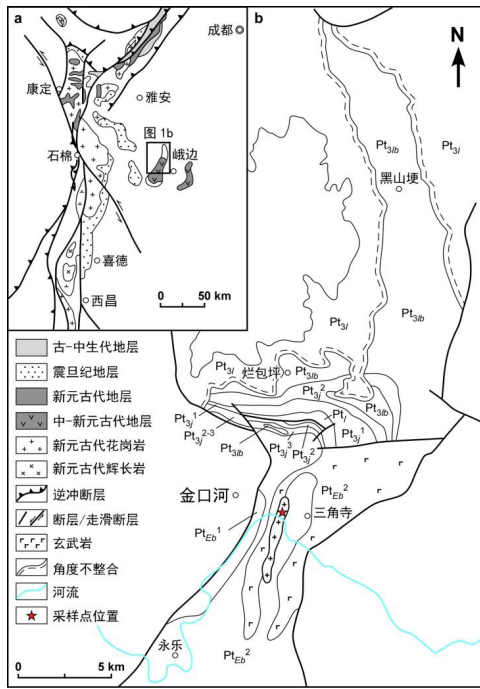 a
成都
康定
雅安
图 1b
石棉
峨边
喜德
西昌
0 50 km
b
N
Pt3lb
Pt3l
黑山埂
Pt3lb
Pt3l
Pt3l
烂包坪
Pt3lb
Pt3j2
Pt3lb
Pt3j1
Ptl
Pt3j1
Pt3j2-3
Pt3lb
Pt3j3
Pt3j2
金口河
PtEb2
三角寺
PtEb1
永乐
PtEb2
古-中生代地层
震旦纪地层
新元古代地层
中-新元古代地层
新元古代花岗岩
新元古代辉长岩
逆冲断层
断层/走滑断层
玄武岩
角度不整合
河流
采样点位置
0 5 km